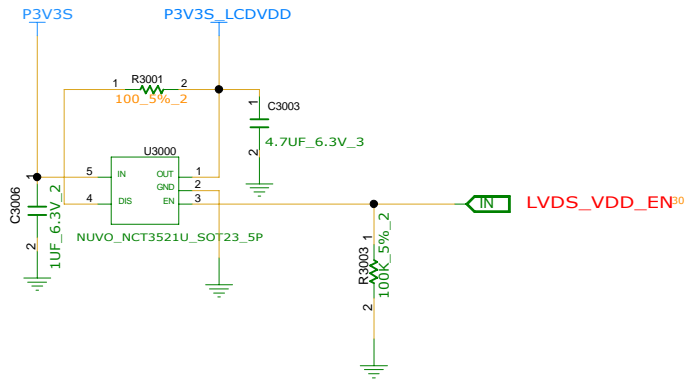 P3V3S
P3V3S_LCDVDD
R3001
1
2
100_5%_2
1
C3003
4.7UF_6.3V_3
2
U3000
5
IN
OUT
1
GND
2
4
DIS
EN
3
NUVO_NCT3521U_SOT23_5P
1
C3006
1UF_6.3V_2
2
IN
LVDS_VDD_EN
30
1
R3003
100K_5%_2
2